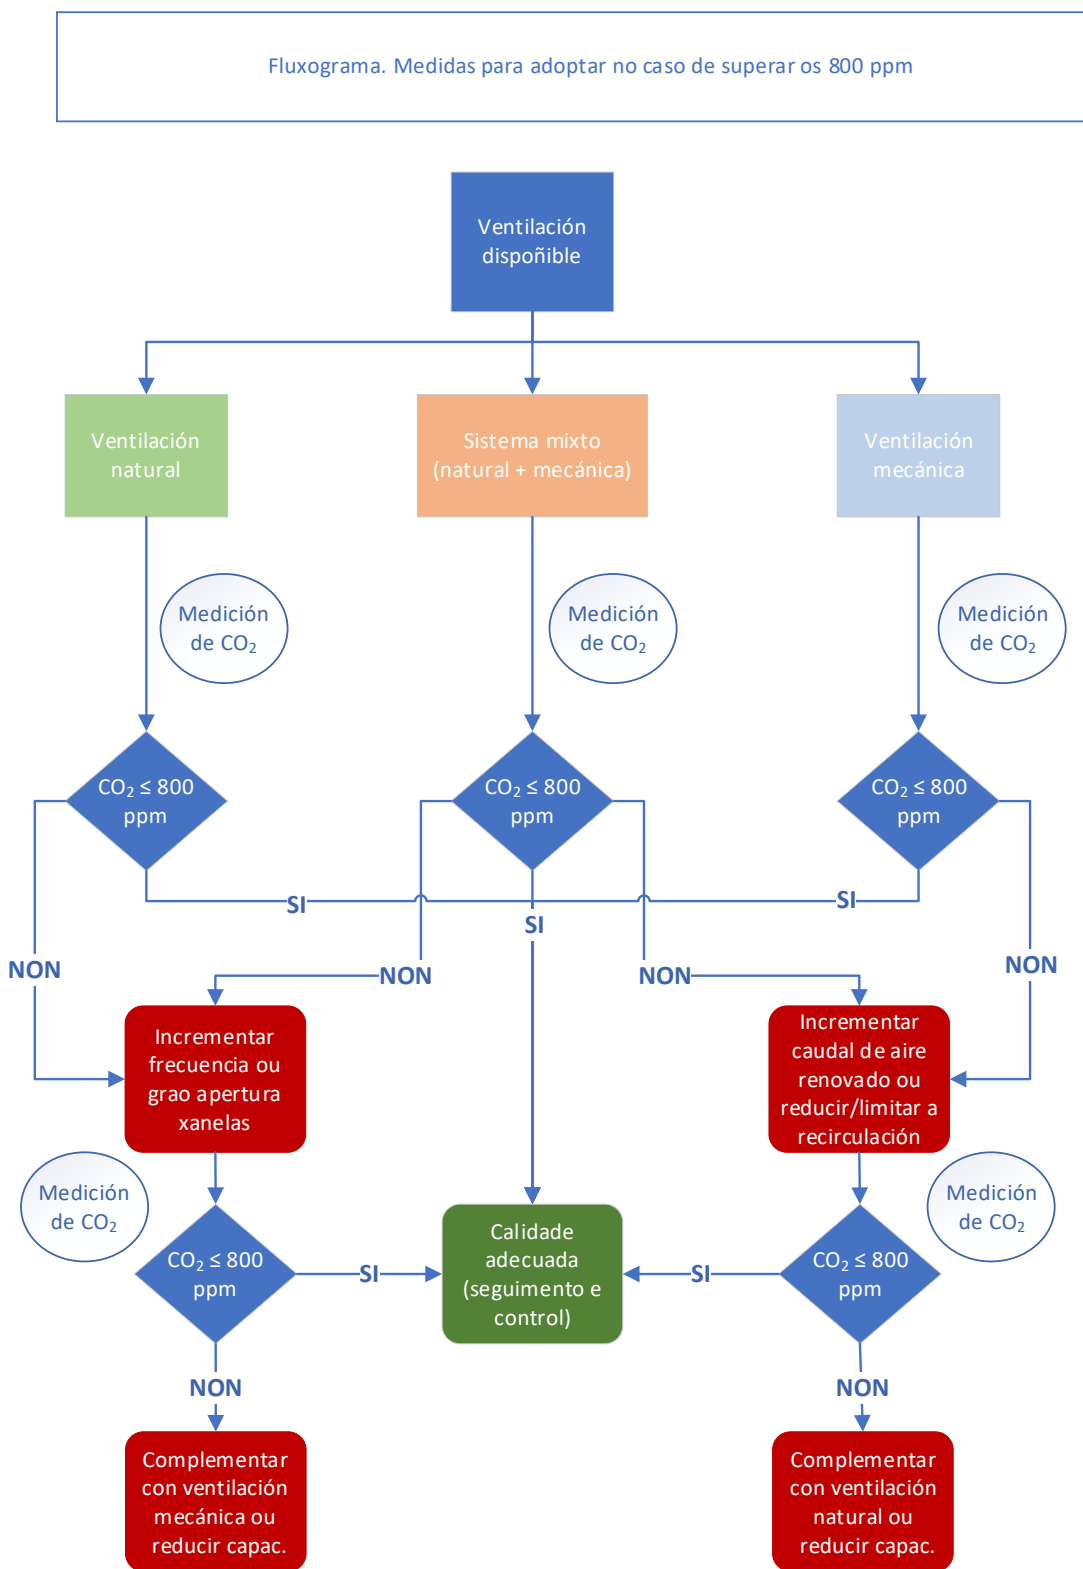 Fluxograma. Medidas para adoptar no caso de superar os 800 ppm
Ventilación
dispoñible
Ventilación
natural
Sistema mixto
(natural + mecánica)
Ventilación
mecánica
Medición
de CO₂
Medición
de CO₂
Medición
de CO₂
CO₂ ≤ 800
ppm
CO₂ ≤ 800
ppm
CO₂ ≤ 800
ppm
SI
SI
SI
NON
NON
NON
NON
Incrementar
frecuencia ou
grao apertura
xanelas
Incrementar
caudal de aire
renovado ou
reducir/limitar a
recirculación
Medición
de CO₂
Medición
de CO₂
CO₂ ≤ 800
ppm
SI
Calidade
adecuada
(seguimento e
control)
SI
CO₂ ≤ 800
ppm
NON
NON
Complementar
con ventilación
mecánica ou
reducir capac.
Complementar
con ventilación
natural ou
reducir capac.